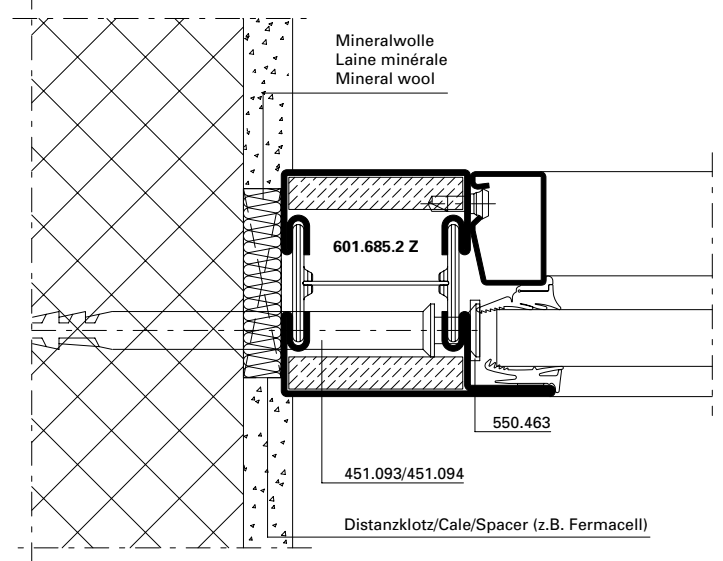 Mineralwolle
Laine minérale
Mineral wool
601.685.2 Z
550.463
451.093/451.094
Distanzklotz/Cale/Spacer (z.B. Fermacell)